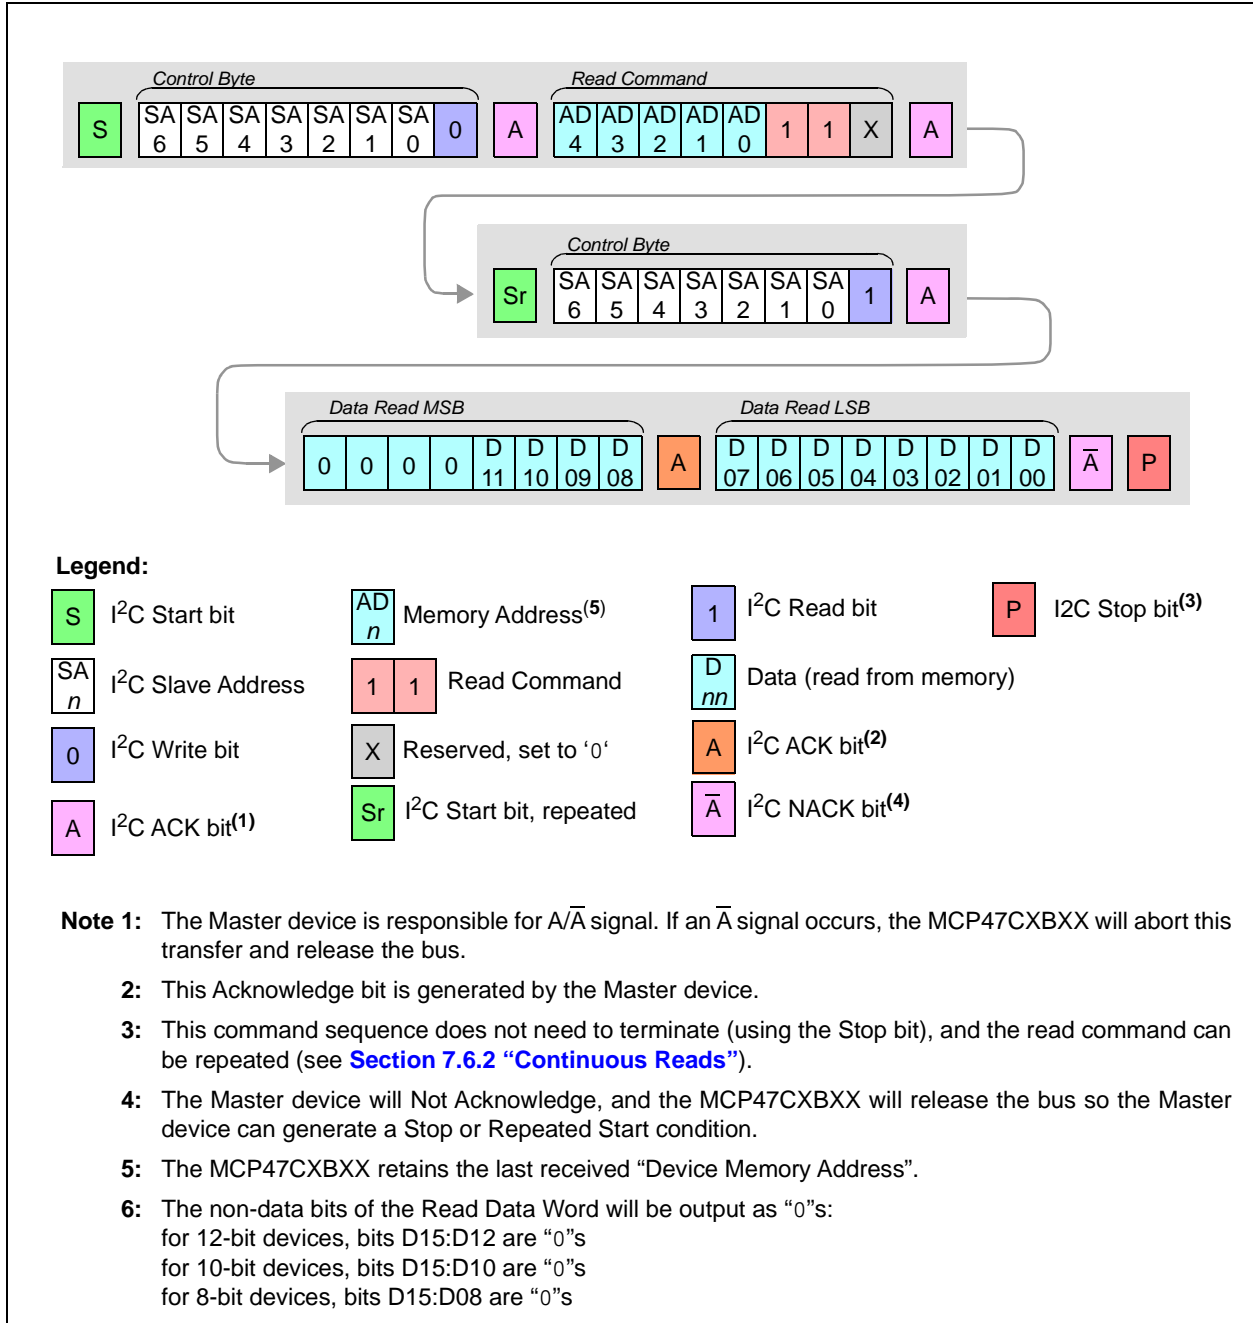 Control Byte Read Command
S SA 6 SA 5 SA 4 SA 3 SA 2 SA 1 SA 0 0 A AD 4 AD 3 AD 2 AD 1 AD 0 1 1 X A
Control Byte
Sr SA 6 SA 5 SA 4 SA 3 SA 2 SA 1 SA 0 1 A
Data Read MSB Data Read LSB
0 0 0 0 D 11 D 10 D 09 D 08 A D 07 D 06 D 05 D 04 D 03 D 02 D 01 D 00 A̅ P
Legend:
S I²C Start bit AD n Memory Address(5) 1 I²C Read bit P I2C Stop bit(3)
SA n I²C Slave Address 1 1 Read Command D nn Data (read from memory)
0 I²C Write bit X Reserved, set to ‘0‘ A I²C ACK bit(2)
A I²C ACK bit(1) Sr I²C Start bit, repeated A̅ I²C NACK bit(4)
Note 1: The Master device is responsible for A/A̅ signal. If an A̅ signal occurs, the MCP47CXBXX will abort this
transfer and release the bus.
2: This Acknowledge bit is generated by the Master device.
3: This command sequence does not need to terminate (using the Stop bit), and the read command can
be repeated (see Section 7.6.2 “Continuous Reads”).
4: The Master device will Not Acknowledge, and the MCP47CXBXX will release the bus so the Master
device can generate a Stop or Repeated Start condition.
5: The MCP47CXBXX retains the last received “Device Memory Address”.
6: The non-data bits of the Read Data Word will be output as “0”s:
for 12-bit devices, bits D15:D12 are “0”s
for 10-bit devices, bits D15:D10 are “0”s
for 8-bit devices, bits D15:D08 are “0”s